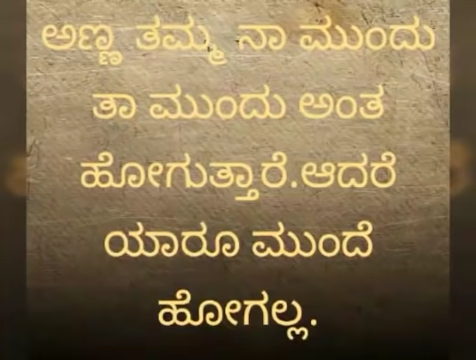 ಅಣ್ಣ ತಮ್ಮ ನಾ ಮುಂದು
ತಾ ಮುಂದು ಅಂತ
ಹೋಗುತ್ತಾರೆ.ಆದರೆ
ಯಾರೂ ಮುಂದೆ
ಹೋಗಲ್ಲ.